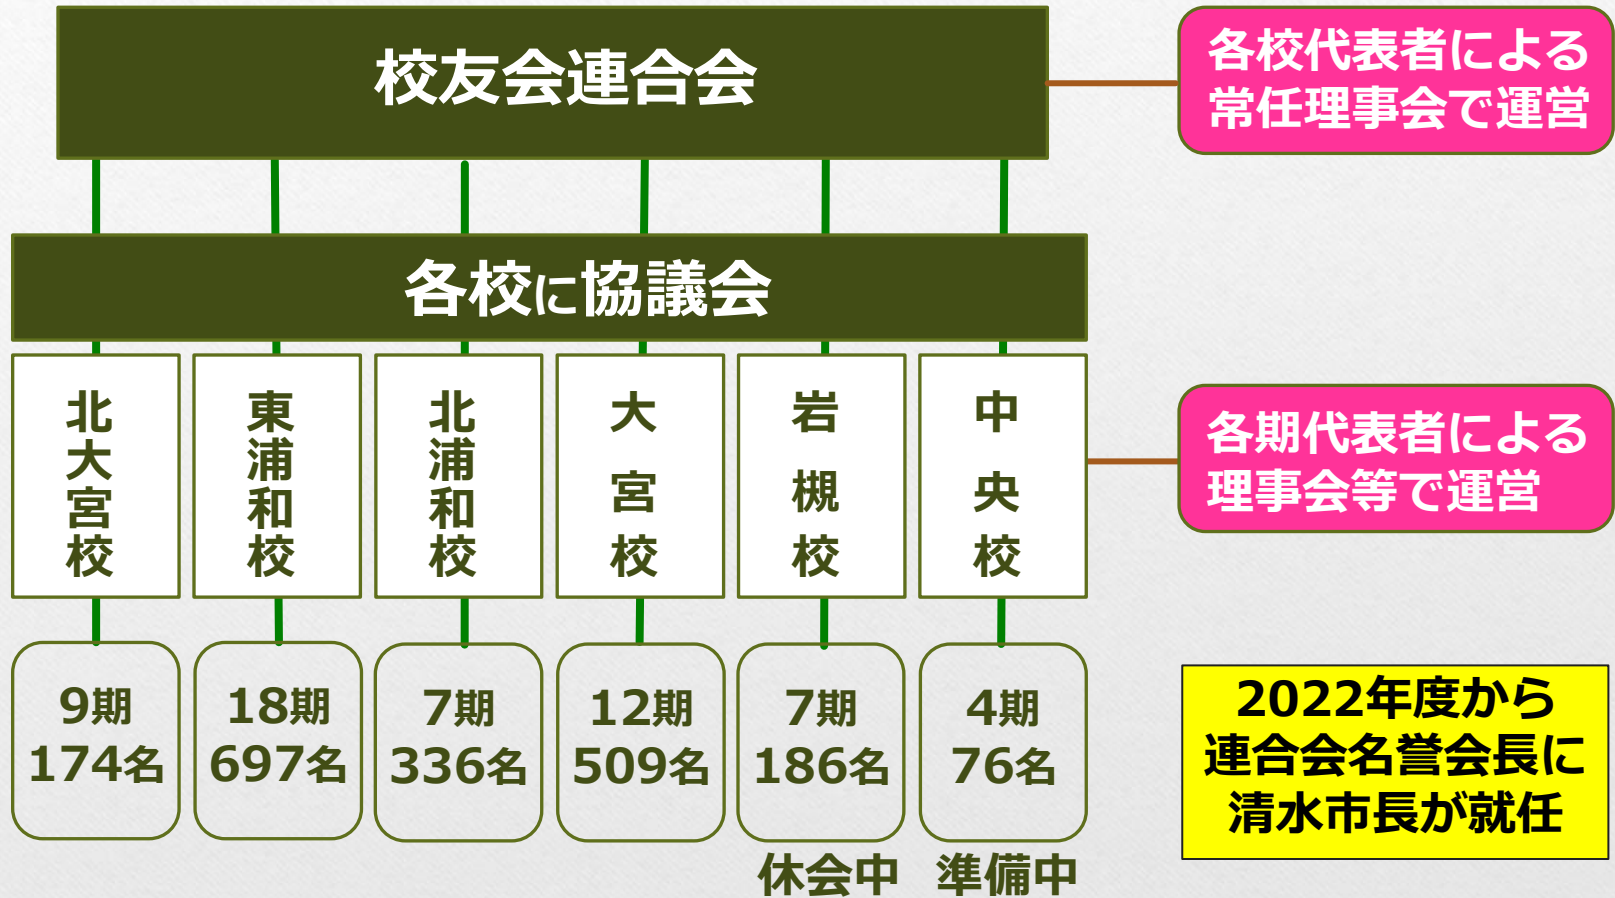 校友会連合会
各校代表者による
常任理事会で運営
各校に協議会
北大宮校
東浦和校
北浦和校
大宮校
岩槻校
中央校
各期代表者による
理事会等で運営
9期
174名
18期
697名
7期
336名
12期
509名
7期
186名
4期
76名
休会中
準備中
2022年度から
連合会名誉会長に
清水市長が就任